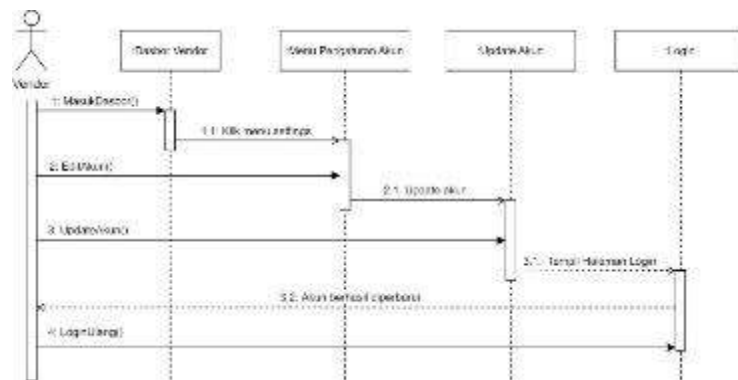 :Dasbor Vendor
:Menu Pengaturan Akun
:Update Akun
:Login
Vendor
1: MasukDasbor()
1.1: Klik menu settings
2: EditAkun()
2.1: Update akun
3: UpdateAkun()
3.1: Tampil Halaman Login
3.2: Akun berhasil diperbarui
4: LoginUlang()